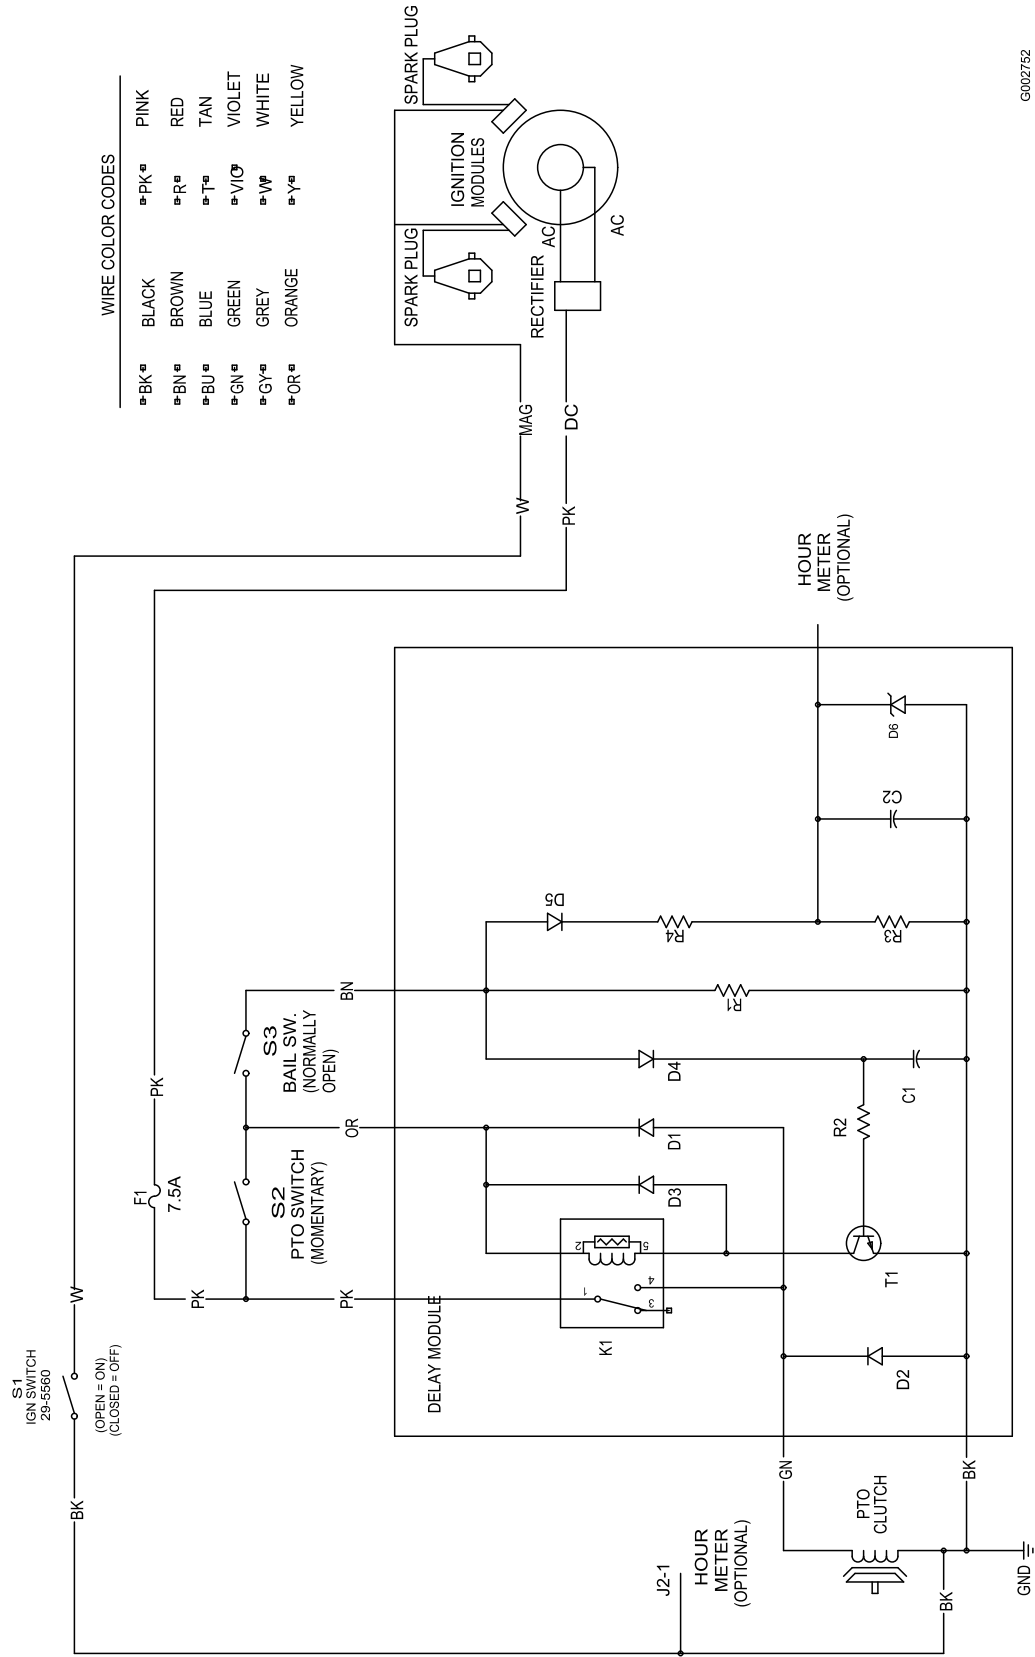 WIRE COLOR CODES
BK BLACK PK PINK
BN BROWN R RED
BU BLUE T TAN
GN GREEN VIO VIOLET
GY GREY W WHITE
OR ORANGE Y YELLOW
S1
IGN SWITCH
29-5560
(OPEN = ON)
(CLOSED = OFF)
BK
W
W
MAG
SPARK PLUG
SPARK PLUG
IGNITION
MODULES
AC
AC
RECTIFIER
DC
PK
PK
F1
7.5A
PK
PK
S2
PTO SWITCH
(MOMENTARY)
S3
BAIL SW.
(NORMALLY
OPEN)
OR
BN
DELAY MODULE
K1
1
2
3
4
5
D3
D1
D4
R1
D5
R4
R3
R2
C1
T1
D2
C2
D6
HOUR
METER
(OPTIONAL)
GN
BK
PTO
CLUTCH
J2-1
HOUR
METER
(OPTIONAL)
BK
GND
G002752